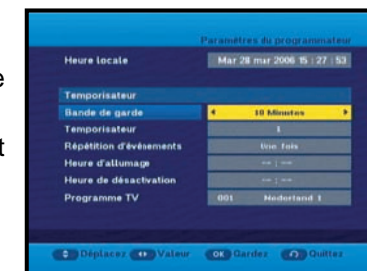 Paramètres du programmateur
Heure locale Mar 28 mar 2006 15 : 27 : 53
e
Temporisateur
Bande de garde 10 Minutes
t
Temporisateur 1
Répétition d'évènements Une fois
Heure d'allumage -- : --
Heure de désactivation -- : --
Programme TV 001 Nederland 1
Déplacez Valeur OK Gardez Quittez